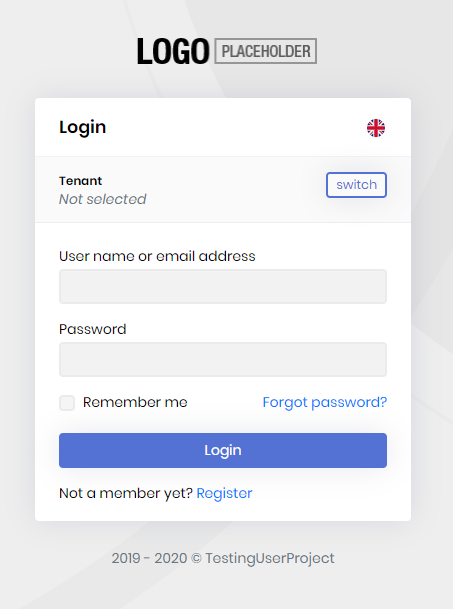 LOGO PLACEHOLDER
Login
Tenant
Not selected
switch
User name or email address
Password
Remember me
Forgot password?
Login
Not a member yet? Register
2019 - 2020 © TestingUserProject